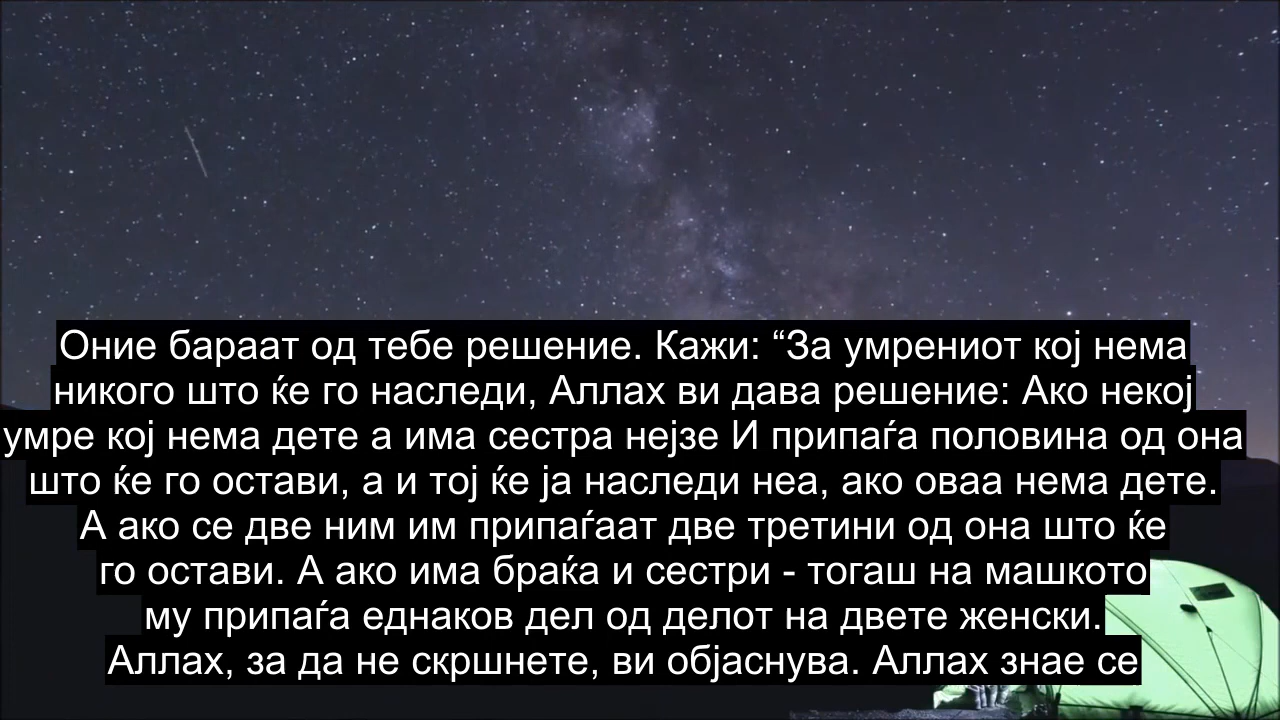 Оние бараат од тебе решение. Кажи: “За умрениот кој нема
никого што ќе го наследи, Аллах ви дава решение: Ако некој
умре кој нема дете а има сестра нејзе И припаѓа половина од она
што ќе го остави, а и тој ќе ја наследи неа, ако оваа нема дете.
А ако се две ним им припаѓаат две третини од она што ќе
го остави. А ако има браќа и сестри - тогаш на машкото
му припаѓа еднаков дел од делот на двете женски.
Аллах, за да не скршнете, ви објаснува. Аллах знае се